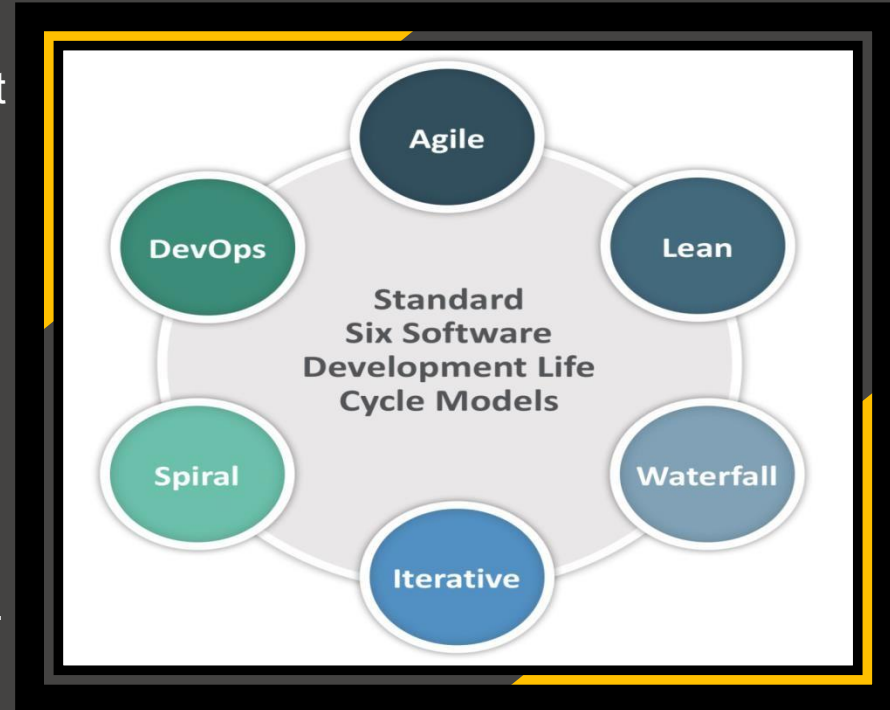 t
Agile
DevOps
Lean
Standard
Six Software
Development Life
Cycle Models
Spiral
Waterfall
Iterative
.